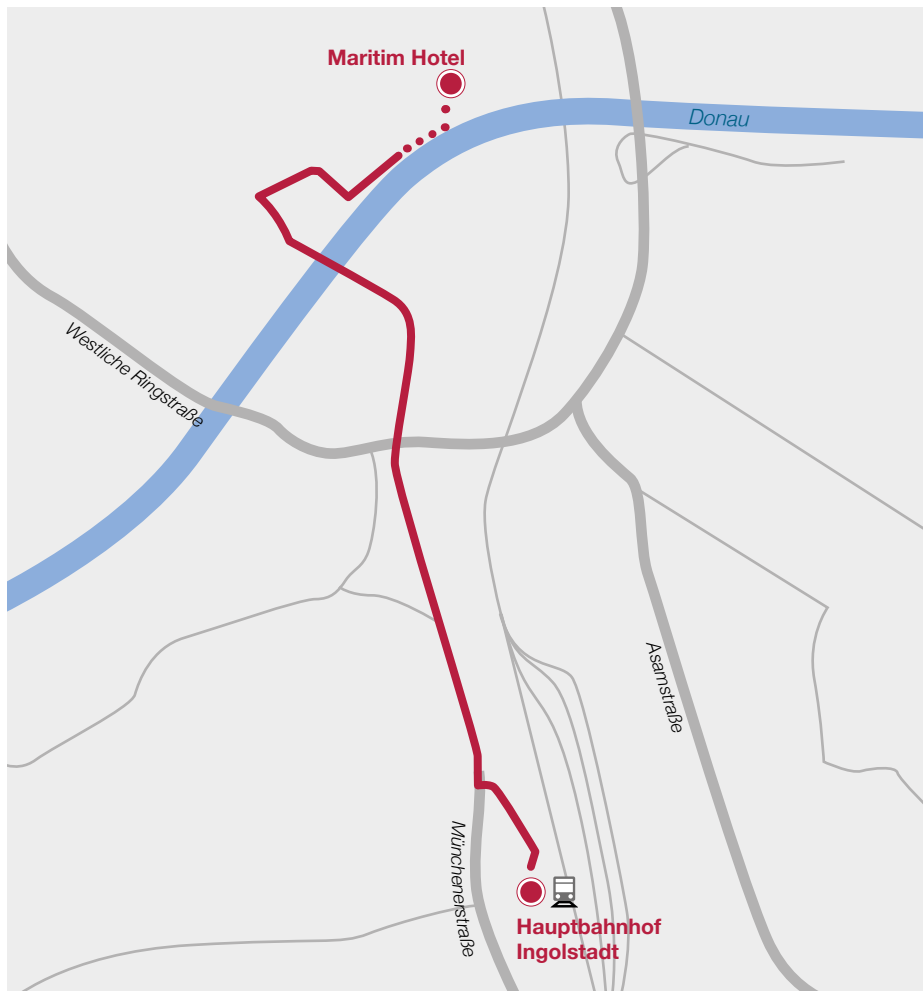 Maritim Hotel
Donau
Westliche Ringstraße
Asamstraße
Münchenerstraße
Hauptbahnhof
Ingolstadt